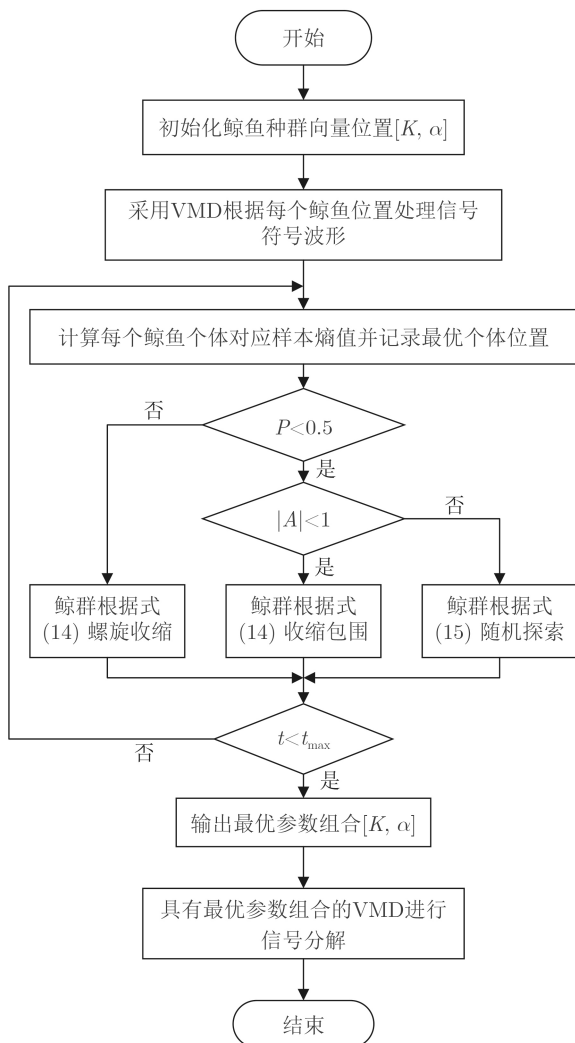 开始
初始化鲸鱼种群向量位置[K, α]
采用VMD根据每个鲸鱼位置处理信号
符号波形
计算每个鲸鱼个体对应样本熵值并记录最优个体位置
否
P<0.5
是
|A|<1
否
是
鲸群根据式
(14) 螺旋收缩
鲸群根据式
(14) 收缩包围
鲸群根据式
(15) 随机探索
t<tmax
否
是
输出最优参数组合[K, α]
具有最优参数组合的VMD进行
信号分解
结束